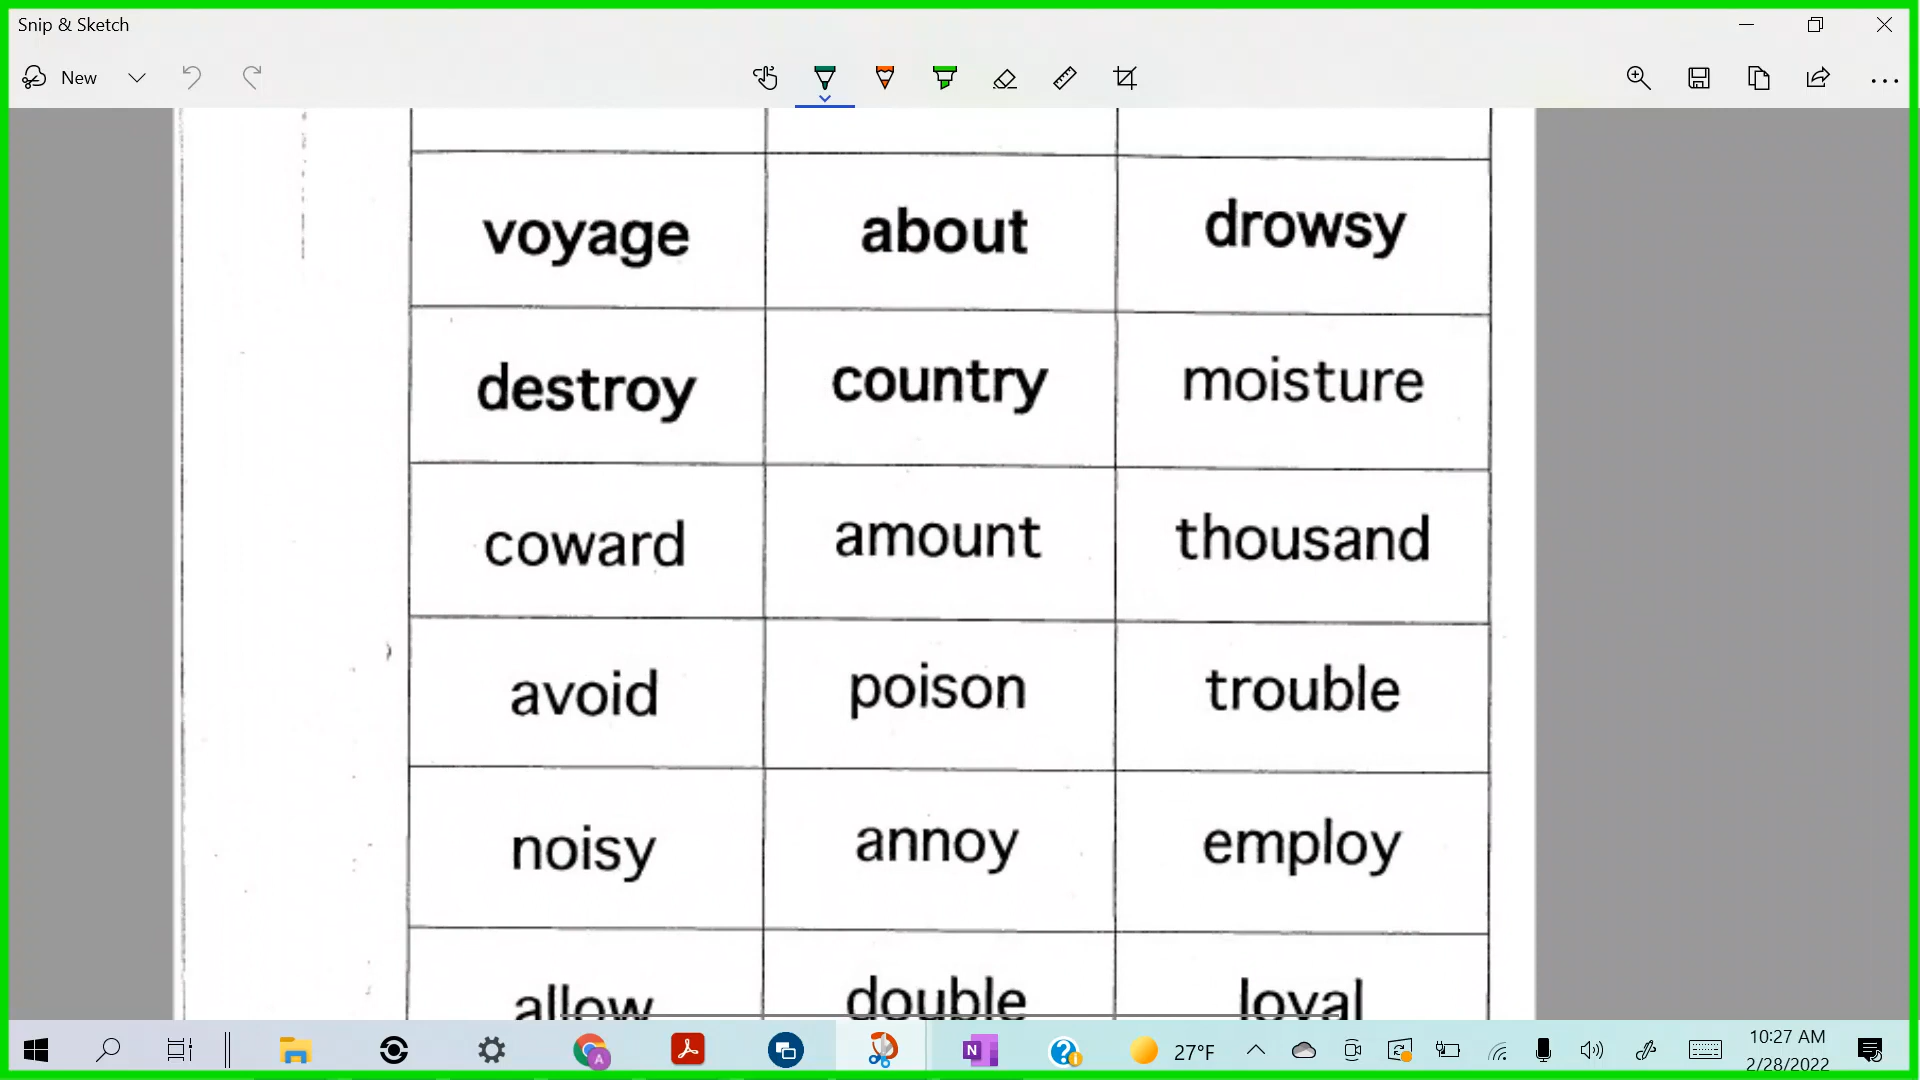 Snip & Sketch
New
voyage about drowsy
destroy country moisture
coward amount thousand
avoid poison trouble
noisy annoy employ
allow double loyal
27°F
10:27 AM
2/28/2022